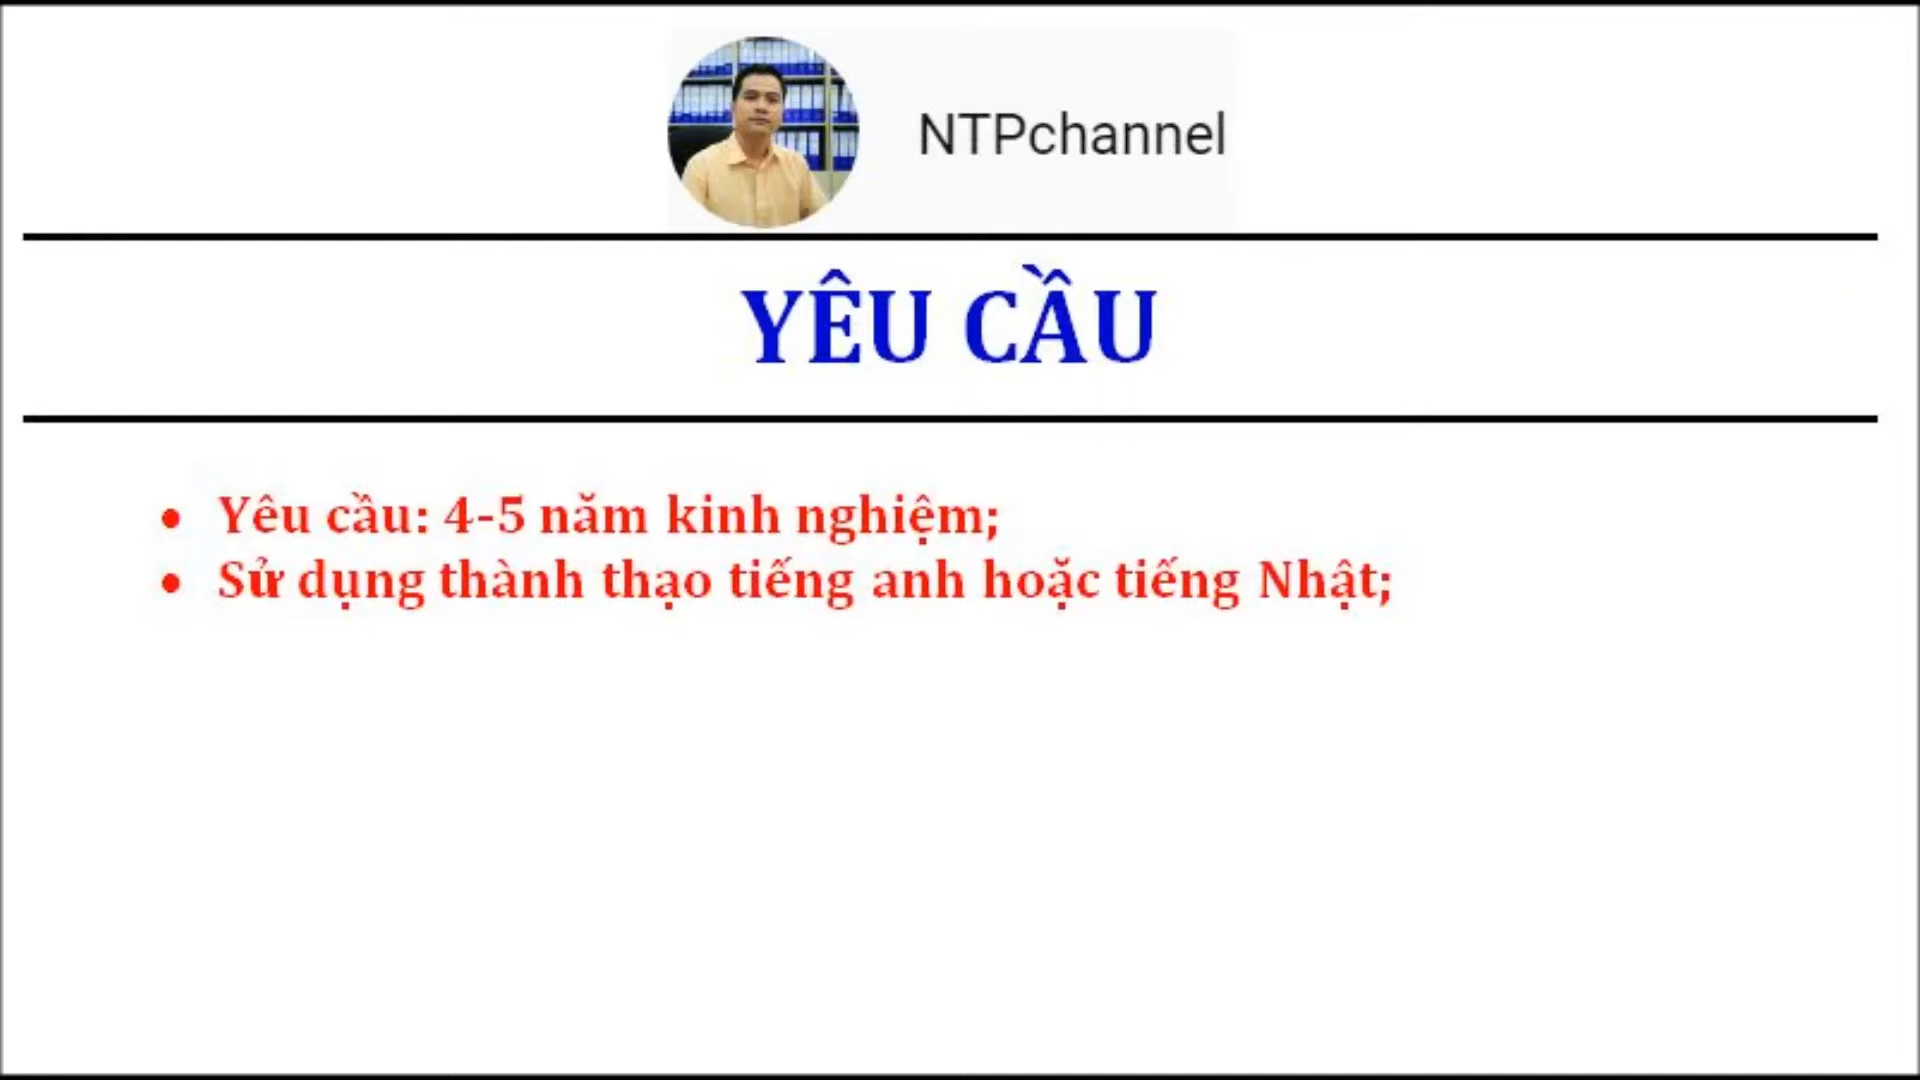 NTPchannel
YÊU CẦU
• Yêu cầu: 4-5 năm kinh nghiệm;
• Sử dụng thành thạo tiếng anh hoặc tiếng Nhật;